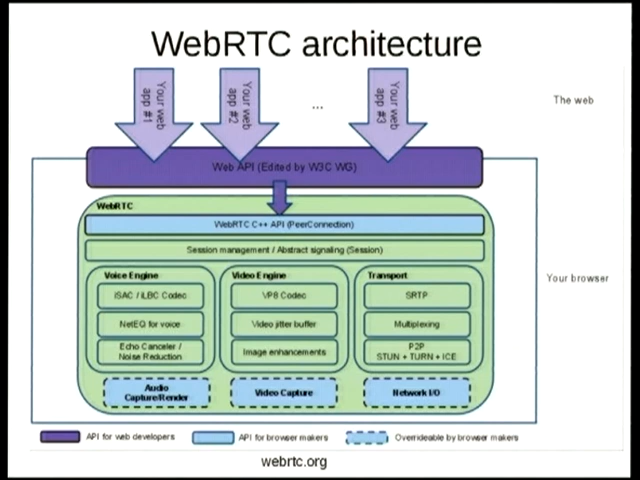 WebRTC architecture
Your web
app #1
Your web
app #2
...
Your web
app #3
The web
Web API (Edited by W3C WG)
WebRTC
WebRTC C++ API (PeerConnection)
Session management / Abstract signaling (Session)
Your browser
Voice Engine
Video Engine
Transport
iSAC / iLBC Codec
VP8 Codec
SRTP
NetEQ for voice
Video jitter buffer
Multiplexing
Echo Canceler /
Noise Reduction
Image enhancements
P2P
STUN + TURN + ICE
Audio
Capture/Render
Video Capture
Network I/O
API for web developers
API for browser makers
Overrideable by browser makers
webrtc.org